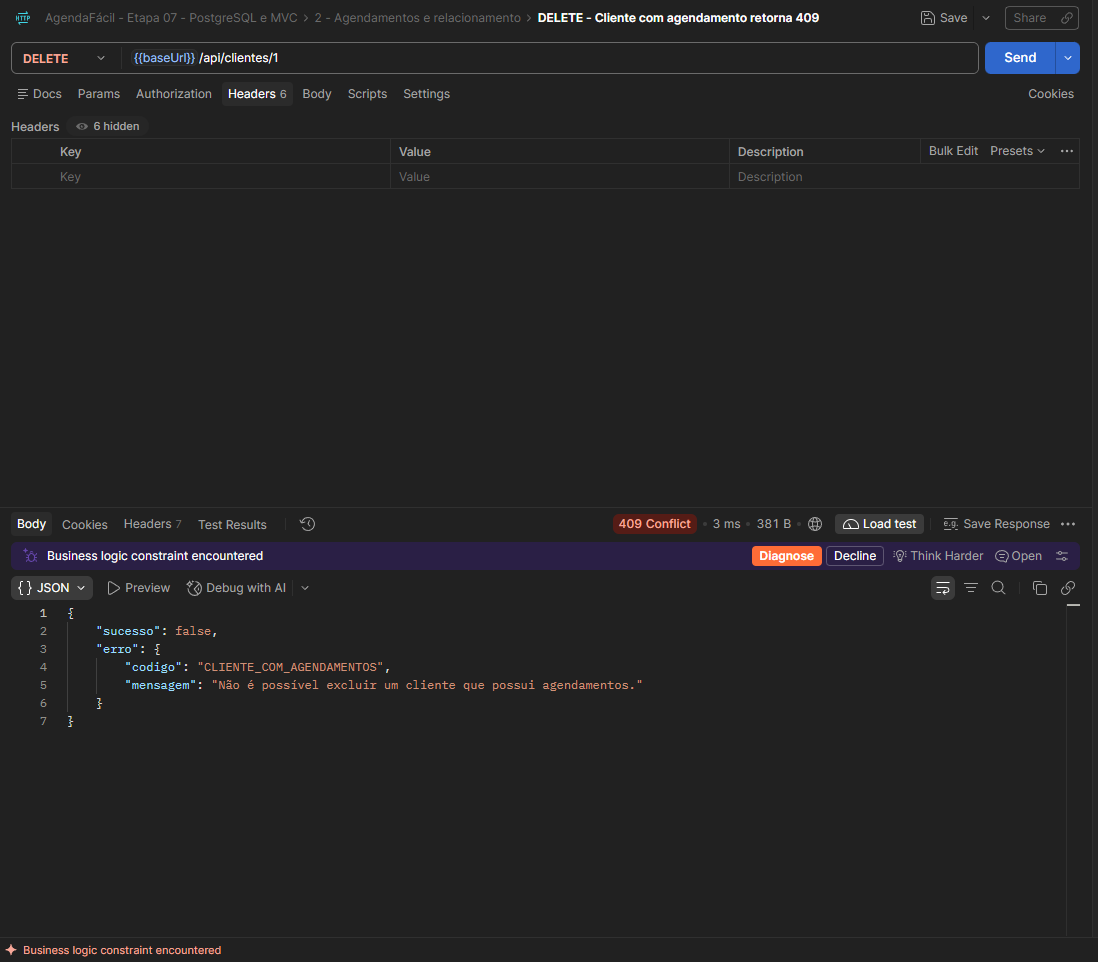 HTTP AgendaFácil - Etapa 07 - PostgreSQL e MVC > 2 - Agendamentos e relacionamento > DELETE - Cliente com agendamento retorna 409 Save Share
DELETE {{baseUrl}} /api/clientes/1 Send
Docs Params Authorization Headers 6 Body Scripts Settings Cookies
Headers 6 hidden
Key Value Description Bulk Edit Presets
Key Value Description
Body Cookies Headers 7 Test Results 409 Conflict • 3 ms • 381 B • e.g. Load test Save Response
Business logic constraint encountered Diagnose Decline Think Harder Open
{ } JSON Preview Debug with AI
1 {
2 "sucesso": false,
3 "erro": {
4 "codigo": "CLIENTE_COM_AGENDAMENTOS",
5 "mensagem": "Não é possível excluir um cliente que possui agendamentos."
6 }
7 }
Business logic constraint encountered